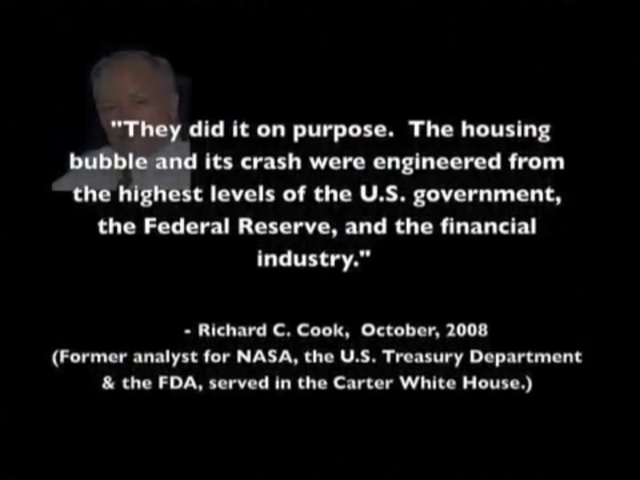 "They did it on purpose.  The housing
bubble and its crash were engineered from
the highest levels of the U.S. government,
the Federal Reserve, and the financial
industry."
- Richard C. Cook,  October, 2008
(Former analyst for NASA, the U.S. Treasury Department
& the FDA, served in the Carter White House.)